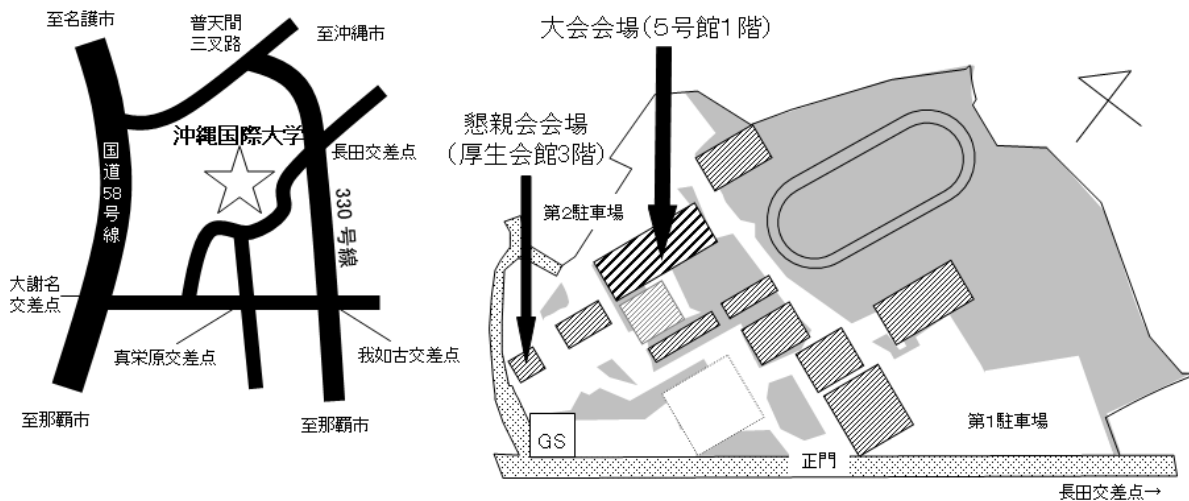 至名護市
普天間
三叉路
至沖縄市
沖縄国際大学
長田交差点
国道58号線
330号線
大謝名
交差点
真栄原交差点
我如古交差点
至那覇市
至那覇市
大会会場(5号館1階)
懇親会会場
(厚生会館3階)
第2駐車場
GS
正門
第1駐車場
長田交差点→